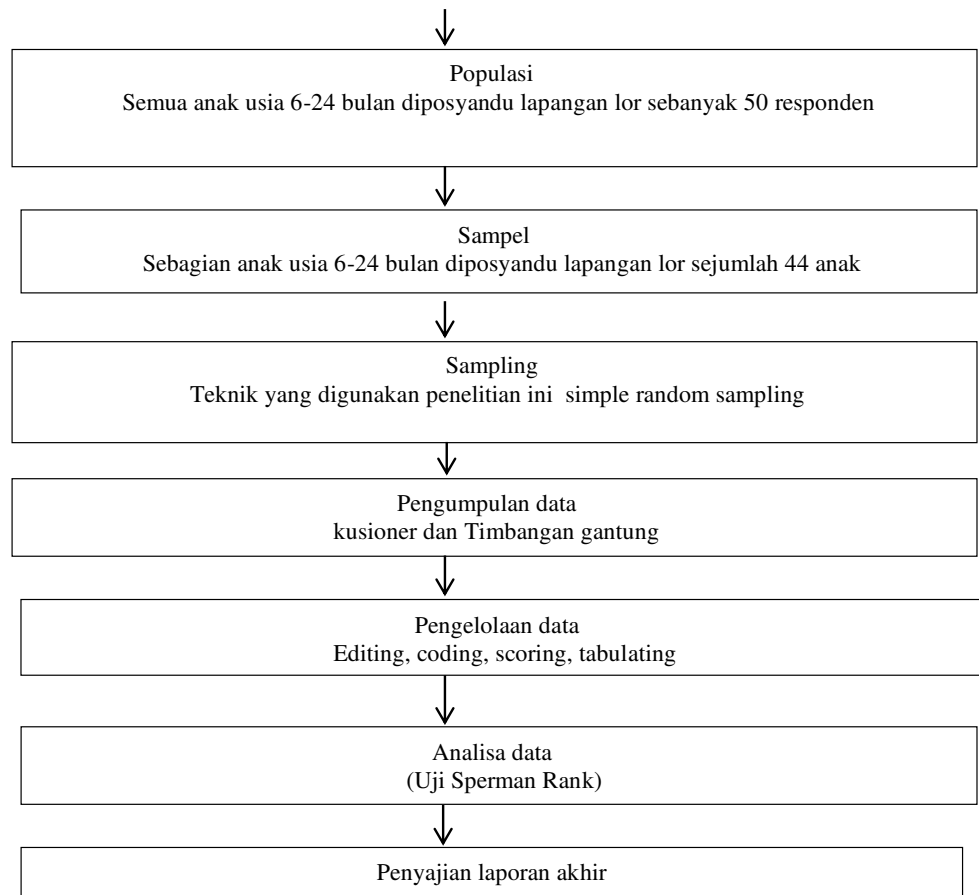 Populasi
Semua anak usia 6-24 bulan diposyandu lapangan lor sebanyak 50 responden
Sampel
Sebagian anak usia 6-24 bulan diposyandu lapangan lor sejumlah 44 anak
Sampling
Teknik yang digunakan penelitian ini simple random sampling
Pengumpulan data
kusioner dan Timbangan gantung
Pengelolaan data
Editing, coding, scoring, tabulating
Analisa data
(Uji Sperman Rank)
Penyajian laporan akhir